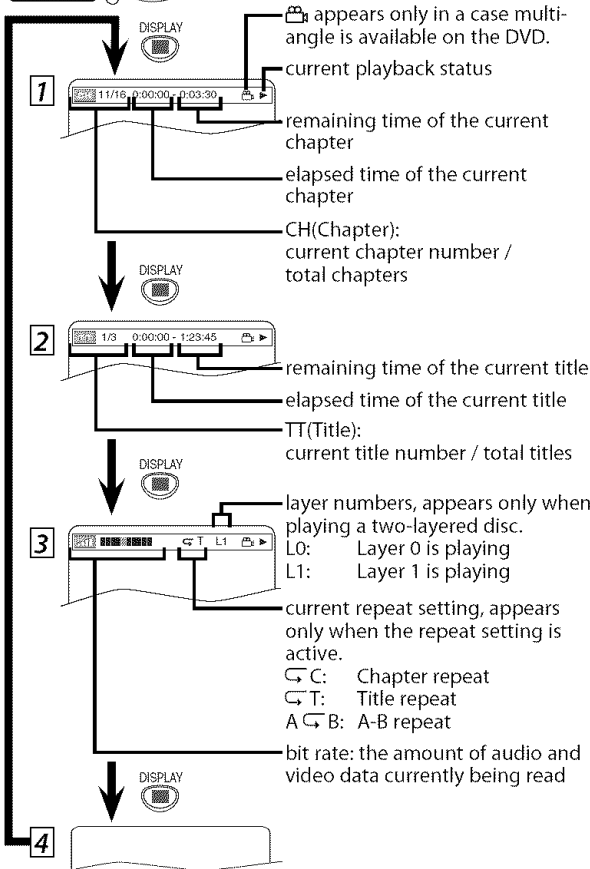 DISPLAY
appears only in a case multi-
angle is available on the DVD.
current playback status
1
11/16 0:00:00 - 0:03:30
remaining time of the current
chapter
elapsed time of the current
chapter
CH(Chapter):
current chapter number /
total chapters
DISPLAY
2
1/3 0:00:00 - 1:23:45
remaining time of the current title
elapsed time of the current title
TT(Title):
current title number / total titles
DISPLAY
layer numbers, appears only when
playing a two-layered disc.
L0: Layer 0 is playing
L1: Layer 1 is playing
3
T L1
current repeat setting, appears
only when the repeat setting is
active.
C: Chapter repeat
T: Title repeat
A B: A-B repeat
bit rate: the amount of audio and
video data currently being read
DISPLAY
4